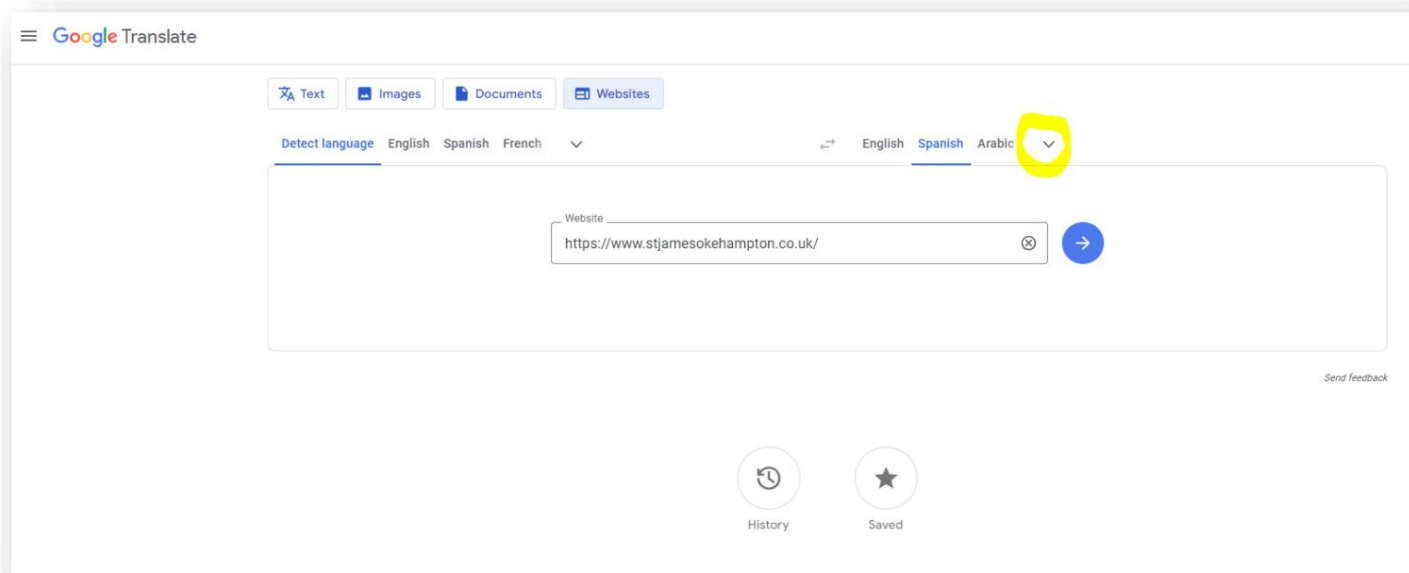 Google Translate
Text Images Documents Websites
Detect language English Spanish French English Spanish Arabic
Website
https://www.stjamesokehampton.co.uk/
Send feedback
History Saved